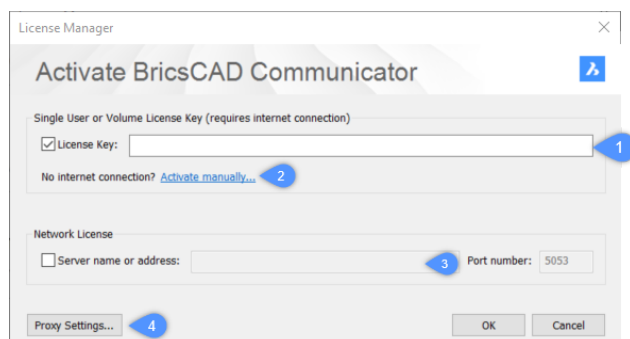 License Manager
Activate BricsCAD Communicator
Single User or Volume License Key (requires internet connection)
License Key:
1
No internet connection? Activate manually... 2
Network License
Server name or address: 3 Port number: 5053
Proxy Settings... 4 OK Cancel